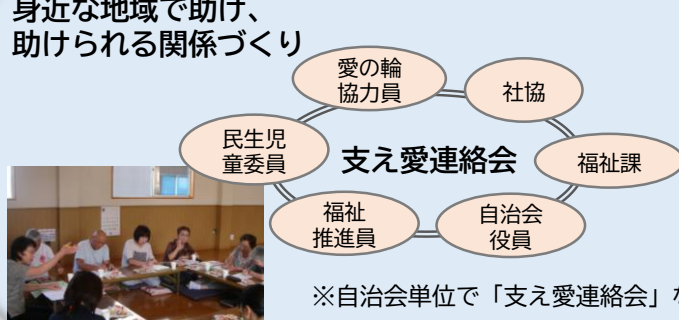 身近な地域で助け、
助けられる関係づくり
愛の輪
協力員
社協
民生児
童委員
支え愛連絡会
福祉課
福祉
推進員
自治会
役員
※自治会単位で「支え愛連絡会」